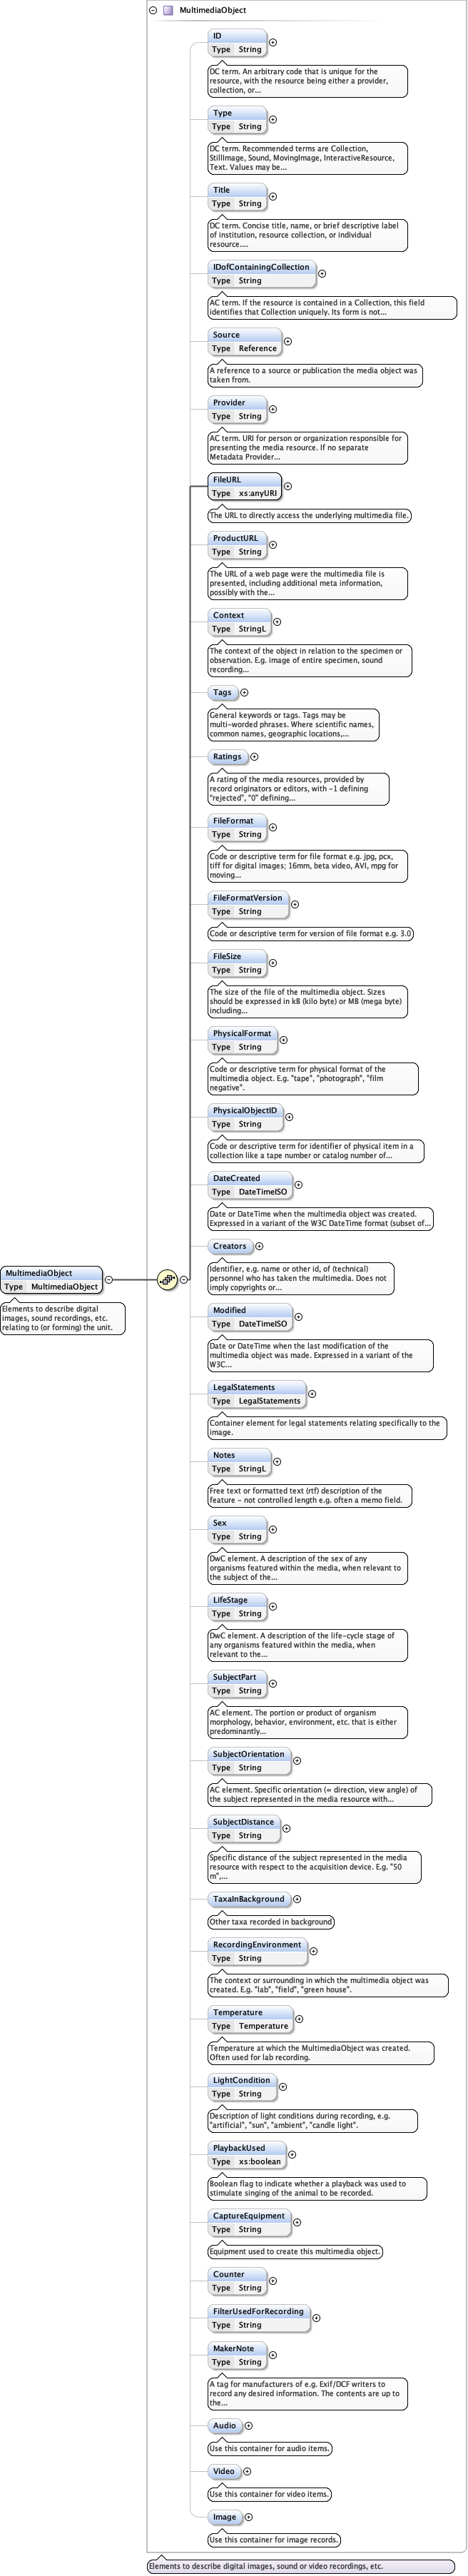 MultimediaObject
ID
Type String
DC term. An arbitrary code that is unique for the
resource, with the resource being either a provider,
collection, or...
Type
Type String
DC term. Recommended terms are Collection,
StillImage, Sound, MovingImage, InteractiveResource,
Text. Values may be...
Title
Type String
DC term. Concise title, name, or brief descriptive label
of institution, resource collection, or individual
resource....
IDofContainingCollection
Type String
AC term. If the resource is contained in a Collection, this field
identifies that Collection uniquely. Its form is not...
Source
Type Reference
A reference to a source or publication the media object was
taken from.
Provider
Type String
AC term. URI for person or organization responsible for
presenting the media resource. If no separate
Metadata Provider...
FileURL
Type xs:anyURI
The URL to directly access the underlying multimedia file.
ProductURL
Type String
The URL of a web page were the multimedia file is
presented, including additional meta information,
possibly with the...
Context
Type StringL
The context of the object in relation to the specimen or
observation. E.g. image of entire specimen, sound
recording...
Tags
General keywords or tags. Tags may be
multi-worded phrases. Where scientific names,
common names, geographic locations,...
Ratings
A rating of the media resources, provided by
record originators or editors, with -1 defining
"rejected", "0" defining...
FileFormat
Type String
Code or descriptive term for file format e.g. jpg, pcx,
tiff for digital images; 16mm, beta video, AVI, mpg for
moving...
FileFormatVersion
Type String
Code or descriptive term for version of file format e.g. 3.0
FileSize
Type String
The size of the file of the multimedia object. Sizes
should be expressed in kB (kilo byte) or MB (mega byte)
including...
PhysicalFormat
Type String
Code or descriptive term for physical format of the
multimedia object. E.g. "tape", "photograph", "film
negative".
PhysicalObjectID
Type String
Code or descriptive term for identifier of physical item in a
collection like a tape number or catalog number of...
DateCreated
Type DateTimeISO
Date or DateTime when the multimedia object was created.
Expressed in a variant of the W3C DateTime format (subset of...
Creators
Identifier, e.g. name or other id, of (technical)
personnel who has taken the multimedia. Does not
imply copyrights or...
MultimediaObject
Type MultimediaObject
Elements to describe digital
images, sound recordings, etc.
relating to (or forming) the unit.
Modified
Type DateTimeISO
Date or DateTime when the last modification of the
multimedia object was made. Expressed in a variant of the
W3C...
LegalStatements
Type LegalStatements
Container element for legal statements relating specifically to the
image.
Notes
Type StringL
Free text or formatted text (rtf) description of the
feature - not controlled length e.g. often a memo field.
Sex
Type String
DwC element. A description of the sex of any
organisms featured within the media, when relevant to
the subject of the...
LifeStage
Type String
DwC element. A description of the life-cycle stage of
any organisms featured within the media, when
relevant to the...
SubjectPart
Type String
AC element. The portion or product of organism
morphology, behavior, environment, etc. that is either
predominantly...
SubjectOrientation
Type String
AC element. Specific orientation (= direction, view angle) of
the subject represented in the media resource with...
SubjectDistance
Type String
Specific distance of the subject represented in the media
resource with respect to the acquisition device. E.g. "50
m",...
TaxaInBackground
Other taxa recorded in background
RecordingEnvironment
Type String
The context or surrounding in which the multimedia object was
created. E.g. "lab", "field", "green house".
Temperature
Type Temperature
Temperature at which the MultimediaObject was created.
Often used for lab recording.
LightCondition
Type String
Description of light conditions during recording, e.g.
"artificial", "sun", "ambient", "candle light".
PlaybackUsed
Type xs:boolean
Boolean flag to indicate whether a playback was used to
stimulate singing of the animal to be recorded.
CaptureEquipment
Type String
Equipment used to create this multimedia object.
Counter
Type String
FilterUsedForRecording
Type String
MakerNote
Type String
A tag for manufacturers of e.g. Exif/DCF writers to
record any desired information. The contents are up to
the...
Audio
Use this container for audio items.
Video
Use this container for video items.
Image
Use this container for image records.
Elements to describe digital images, sound or video recordings, etc.